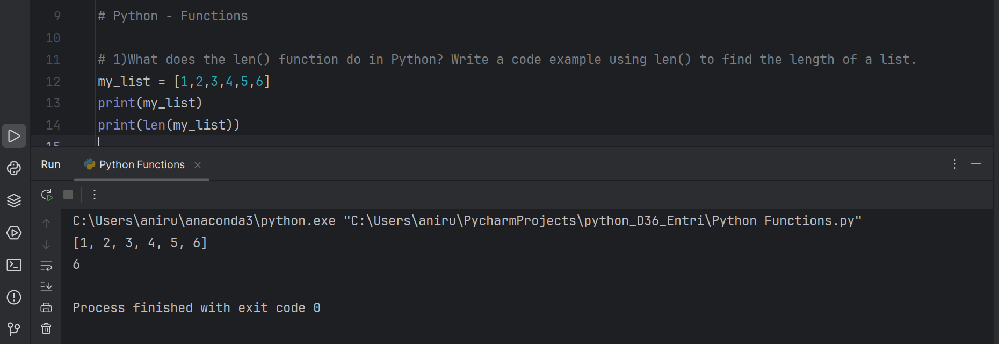 9 # Python - Functions
10
11 # 1)What does the len() function do in Python? Write a code example using len() to find the length of a list.
12 my_list = [1,2,3,4,5,6]
13 print(my_list)
14 print(len(my_list))
15
Run Python Functions
C:\Users\aniru\anaconda3\python.exe "C:\Users\aniru\PycharmProjects\python_D36_Entri\Python Functions.py"
[1, 2, 3, 4, 5, 6]
6
Process finished with exit code 0